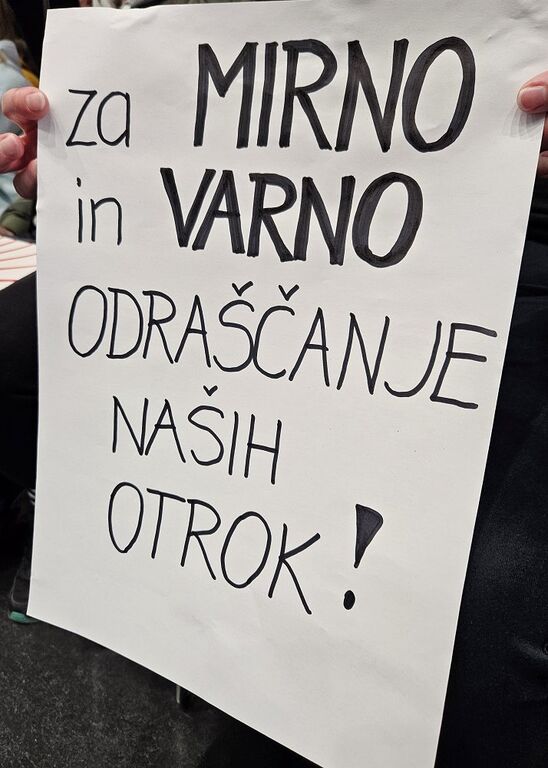 za MIRNO
in VARNO
ODRAŠČANJE
NAŠIH
OTROK!